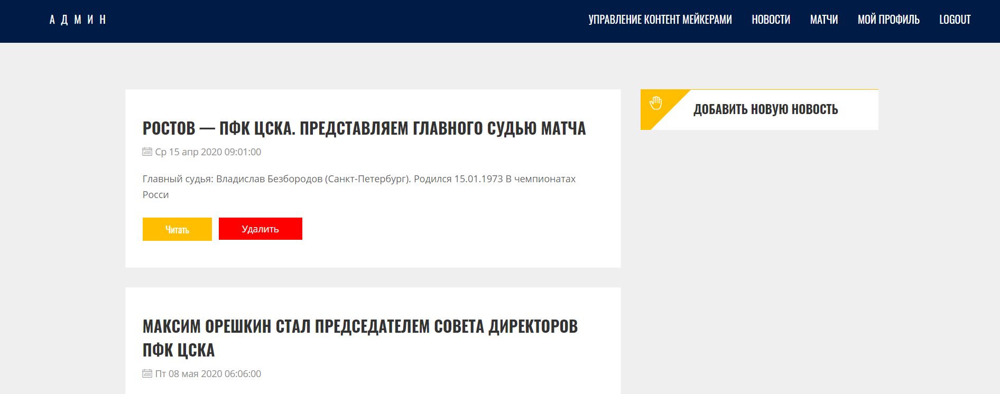 АДМИН
УПРАВЛЕНИЕ КОНТЕНТ МЕЙКЕРАМИ
НОВОСТИ
МАТЧИ
МОЙ ПРОФИЛЬ
LOGOUT
РОСТОВ — ПФК ЦСКА. ПРЕДСТАВЛЯЕМ ГЛАВНОГО СУДЬЮ МАТЧА
Ср 15 апр 2020 09:01:00
Главный судья: Владислав Безбородов (Санкт-Петербург). Родился 15.01.1973 В чемпионатах
Росси
Читать
Удалить
ДОБАВИТЬ НОВУЮ НОВОСТЬ
МАКСИМ ОРЕШКИН СТАЛ ПРЕДСЕДАТЕЛЕМ СОВЕТА ДИРЕКТОРОВ
ПФК ЦСКА
Пт 08 мая 2020 06:06:00